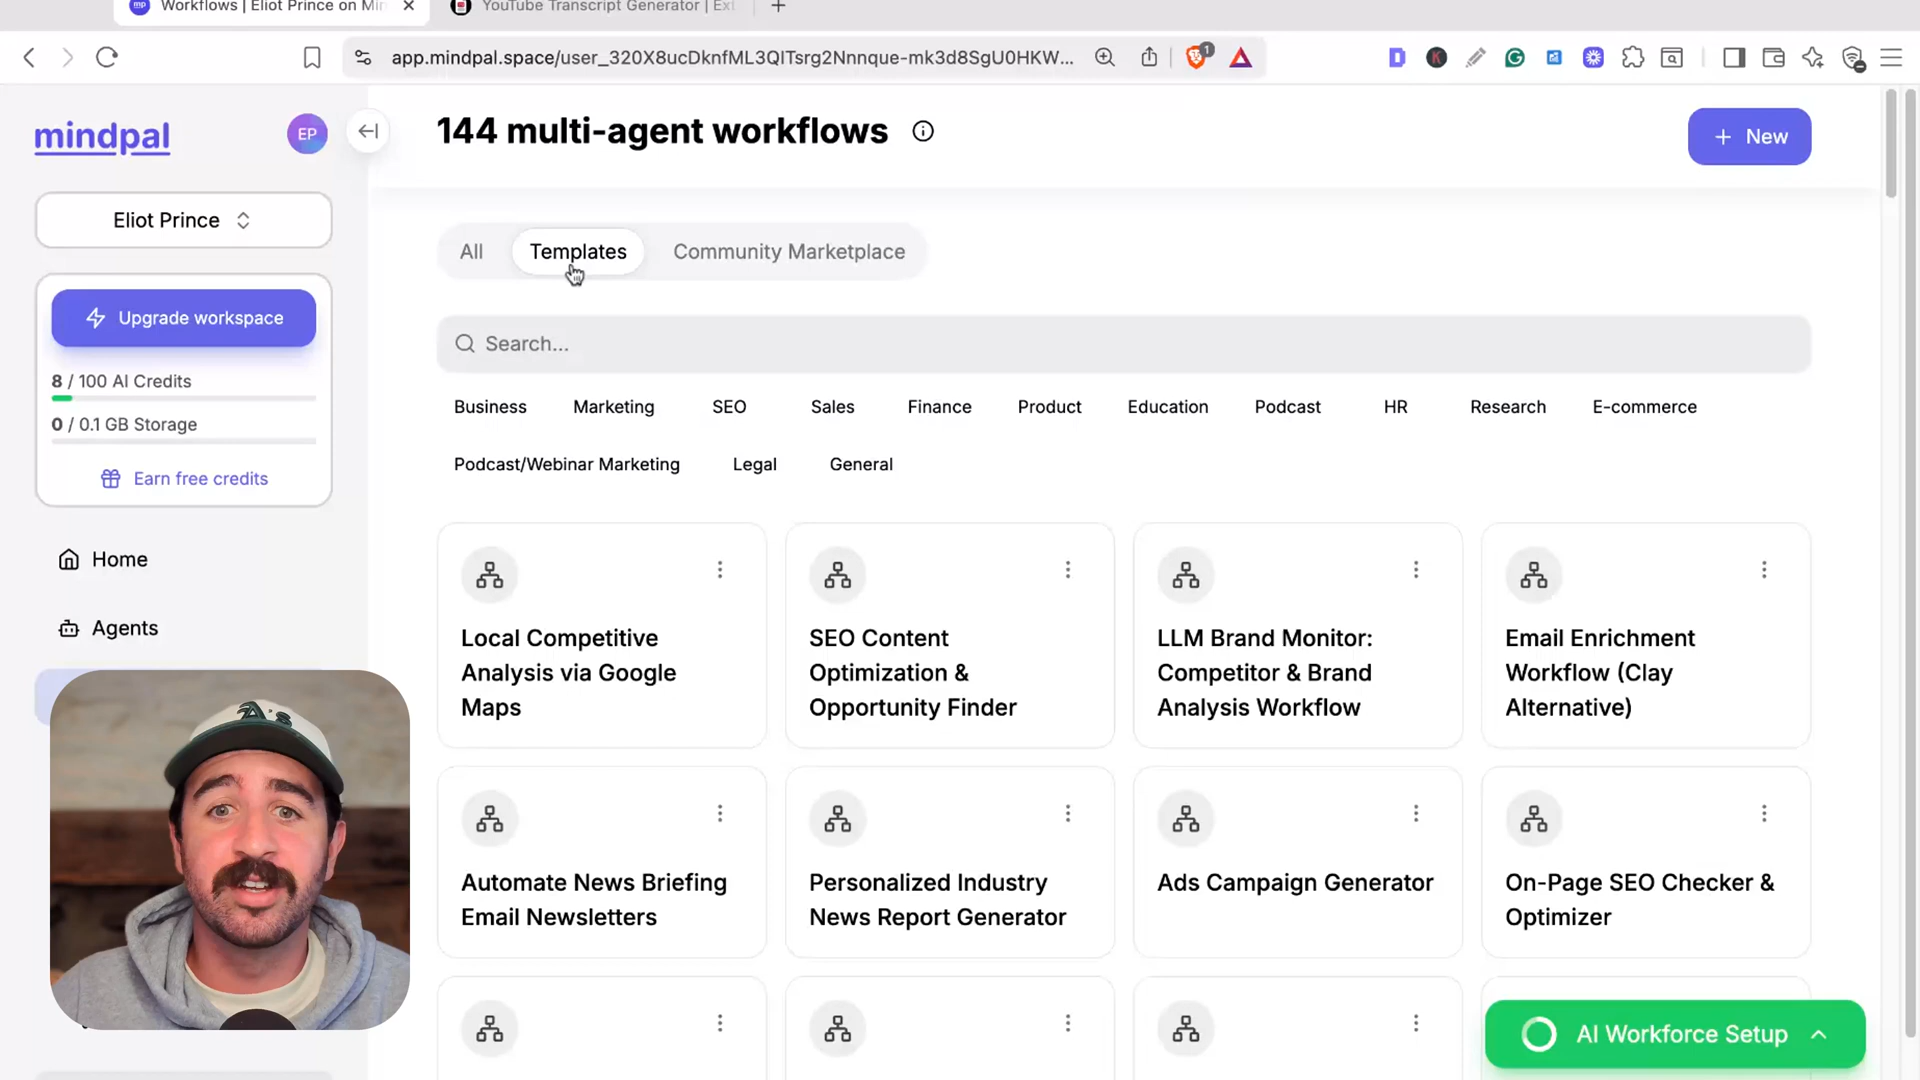 Workflows | Eliot Prince on Min
YouTube Transcript Generator | Ext
app.mindpal.space/user_320X8ucDknfML3QITsrg2Nnnque-mk3d8SgU0HKW...
1
mindpal
EP
144 multi-agent workflows
New
Eliot Prince
All
Templates
Community Marketplace
Upgrade workspace
Search...
8 / 100 AI Credits
0 / 0.1 GB Storage
Earn free credits
Business
Marketing
SEO
Sales
Finance
Product
Education
Podcast
HR
Research
E-commerce
Podcast/Webinar Marketing
Legal
General
Home
Agents
Local Competitive
Analysis via Google
Maps
SEO Content
Optimization &
Opportunity Finder
LLM Brand Monitor:
Competitor & Brand
Analysis Workflow
Email Enrichment
Workflow (Clay
Alternative)
Automate News Briefing
Email Newsletters
Personalized Industry
News Report Generator
Ads Campaign Generator
On-Page SEO Checker &
Optimizer
A's
AI Workforce Setup